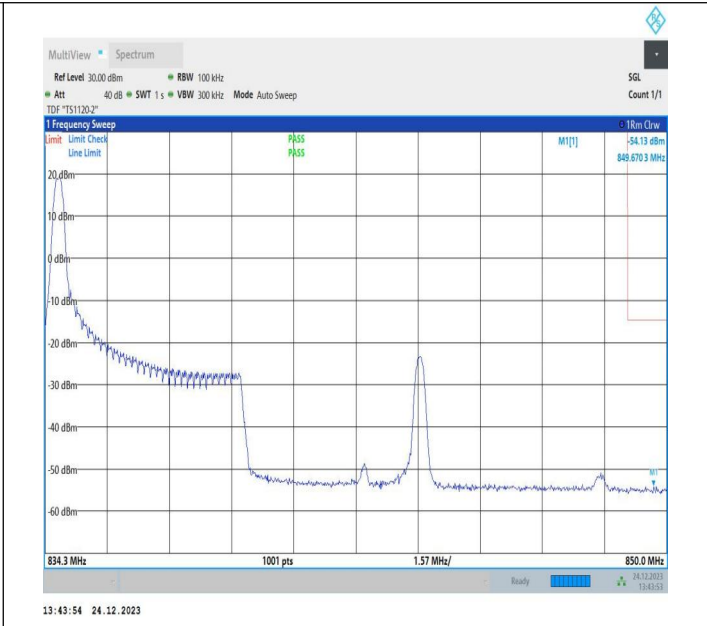 R S
MultiView Spectrum
Ref Level 30.00 dBm RBW 100 kHz SGL
Att 40 dB SWT 1 s VBW 300 kHz Mode Auto Sweep Count 1/1
TDF "TS1120-2"
1 Frequency Sweep 1Rm Clrw
Limit Limit Check PASS M1[1] -54.13 dBm
Line Limit PASS 849.670 3 MHz
20 dBm
10 dBm
0 dBm
-10 dBm
-20 dBm
-30 dBm
-40 dBm
-50 dBm
M1
-60 dBm
834.3 MHz 1001 pts 1.57 MHz/ 850.0 MHz
Ready 24.12.2023
13:43:53
13:43:54 24.12.2023